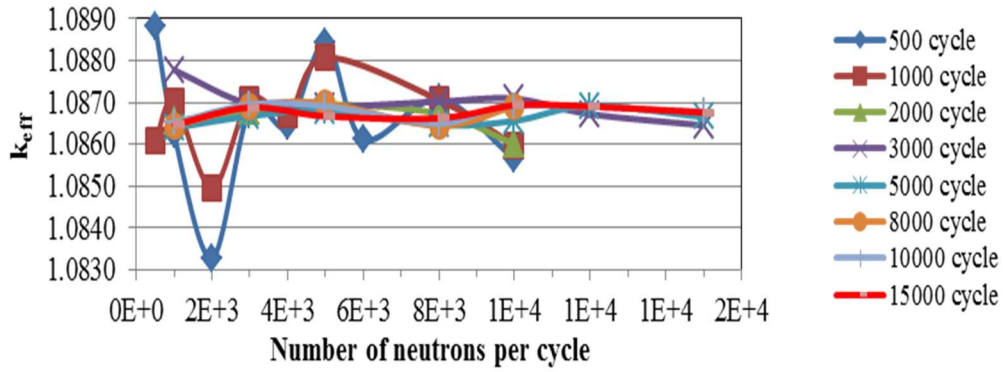 1.0890
1.0880
1.0870
1.0860
1.0850
1.0840
1.0830
k_eff
0E+0 2E+3 4E+3 6E+3 8E+3 1E+4 1E+4 1E+4 2E+4
Number of neutrons per cycle
500 cycle
1000 cycle
2000 cycle
3000 cycle
5000 cycle
8000 cycle
10000 cycle
15000 cycle